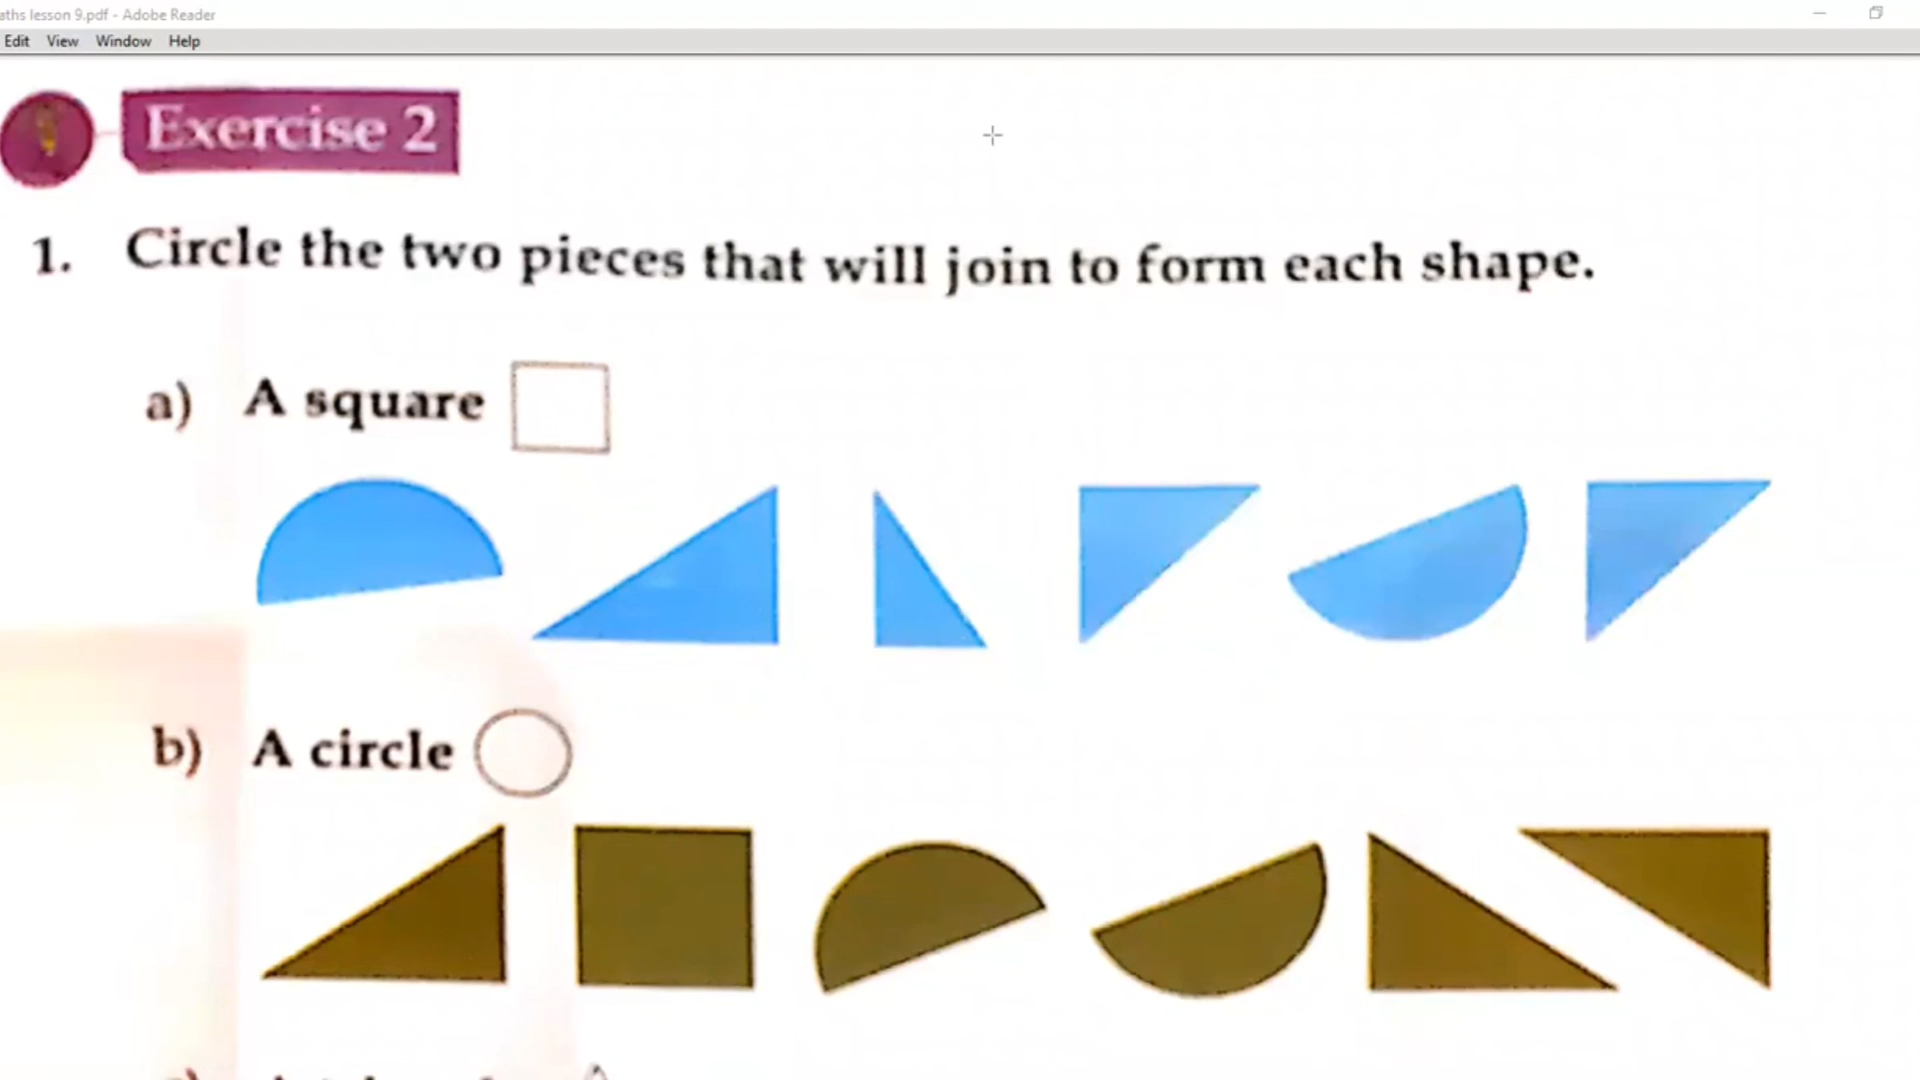 aths lesson 9.pdf - Adobe Reader
Edit View Window Help
Exercise 2
1. Circle the two pieces that will join to form each shape.
a) A square
b) A circle